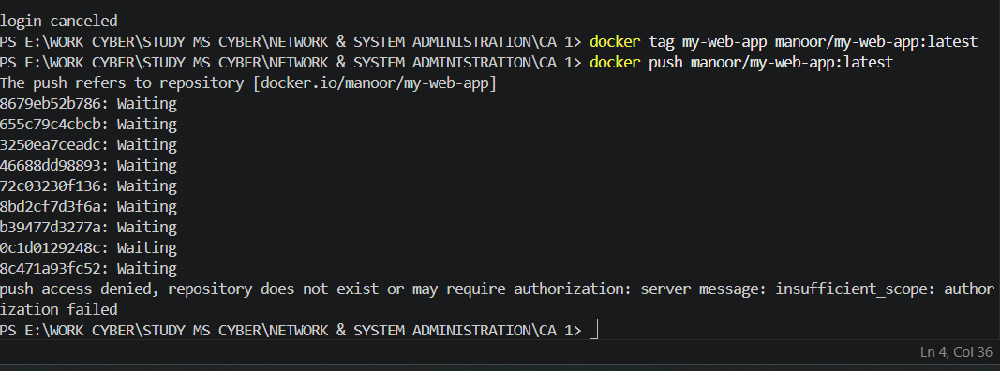 login canceled
PS E:\WORK CYBER\STUDY MS CYBER\NETWORK & SYSTEM ADMINISTRATION\CA 1> docker tag my-web-app manoor/my-web-app:latest
PS E:\WORK CYBER\STUDY MS CYBER\NETWORK & SYSTEM ADMINISTRATION\CA 1> docker push manoor/my-web-app:latest
The push refers to repository [docker.io/manoor/my-web-app]
8679eb52b786: Waiting
655c79c4cbcb: Waiting
3250ea7ceadc: Waiting
46688dd98893: Waiting
72c03230f136: Waiting
8bd2cf7d3f6a: Waiting
b39477d3277a: Waiting
0c1d0129248c: Waiting
8c471a93fc52: Waiting
push access denied, repository does not exist or may require authorization: server message: insufficient_scope: author
ization failed
PS E:\WORK CYBER\STUDY MS CYBER\NETWORK & SYSTEM ADMINISTRATION\CA 1>
Ln 4, Col 36